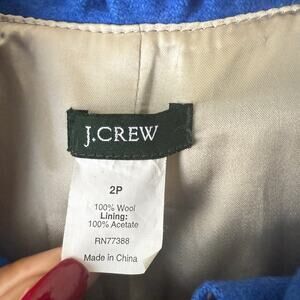 J.CREW
2P
100% Wool
Lining:
100% Acetate
RN77388
Made in China